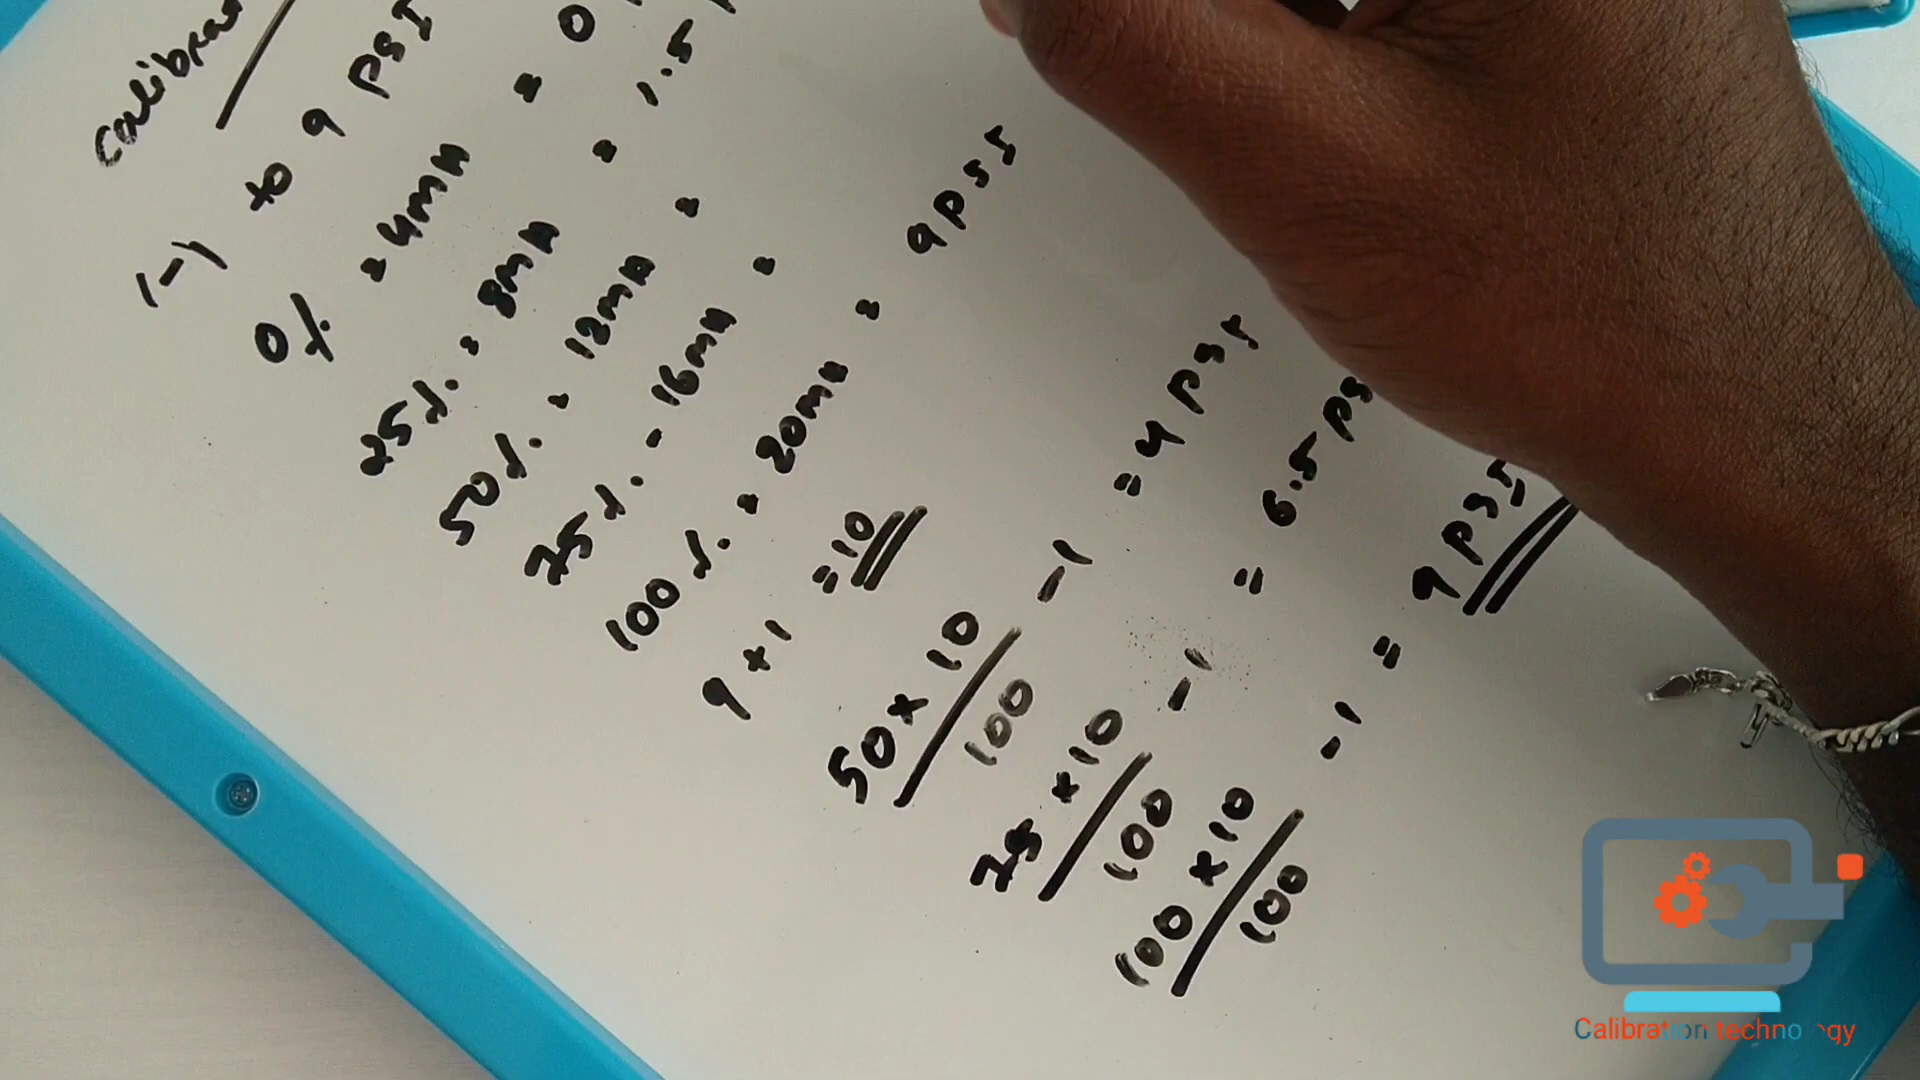 (-1) to 9 PSI
0% = 4mA = 0
25% = 8mA = 1.5
50% = 12mA =
75% = 16mA =
100% = 20mA = 9PSI
9+1 = 10
50×10/100 -1 = 4 PSI
75×10/100 -1 = 6.5 PS
100×10/100 -1 = 9 PSI
Calibration techno gy